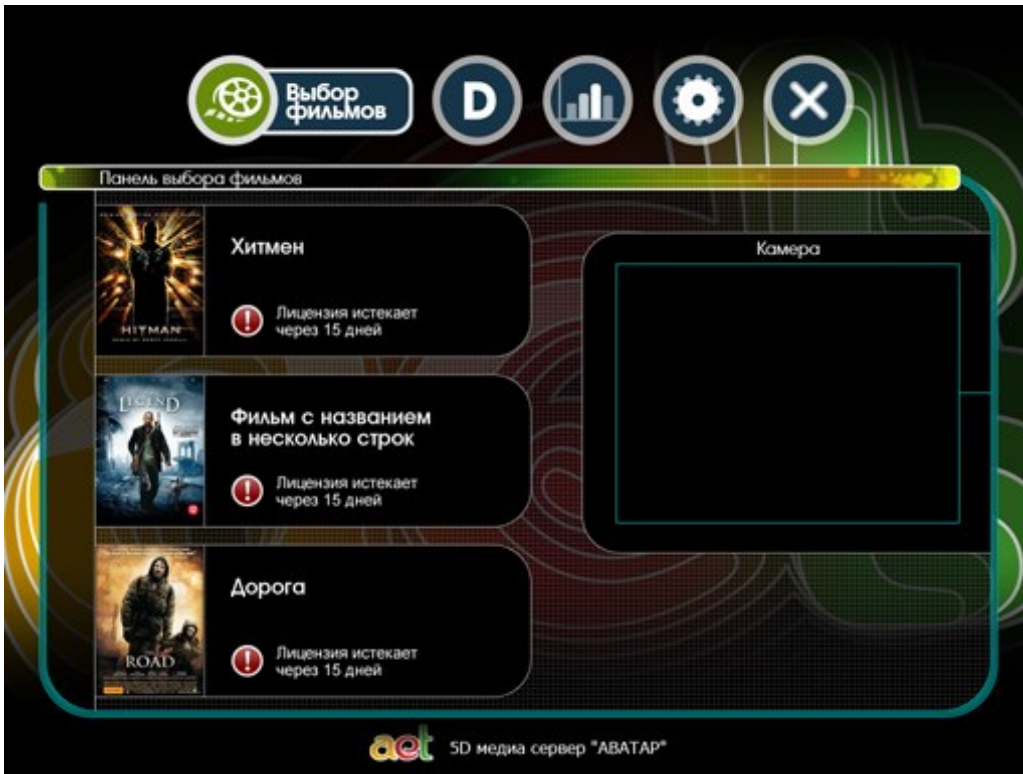 Выбор
фильмов
D
Панель выбора фильмов
Хитмен
Лицензия истекает
через 15 дней
HITMAN
Камера
LEGEND
Фильм с названием
в несколько строк
Лицензия истекает
через 15 дней
Дорога
Лицензия истекает
через 15 дней
ROAD
aet 5D медиа сервер "АВАТАР"